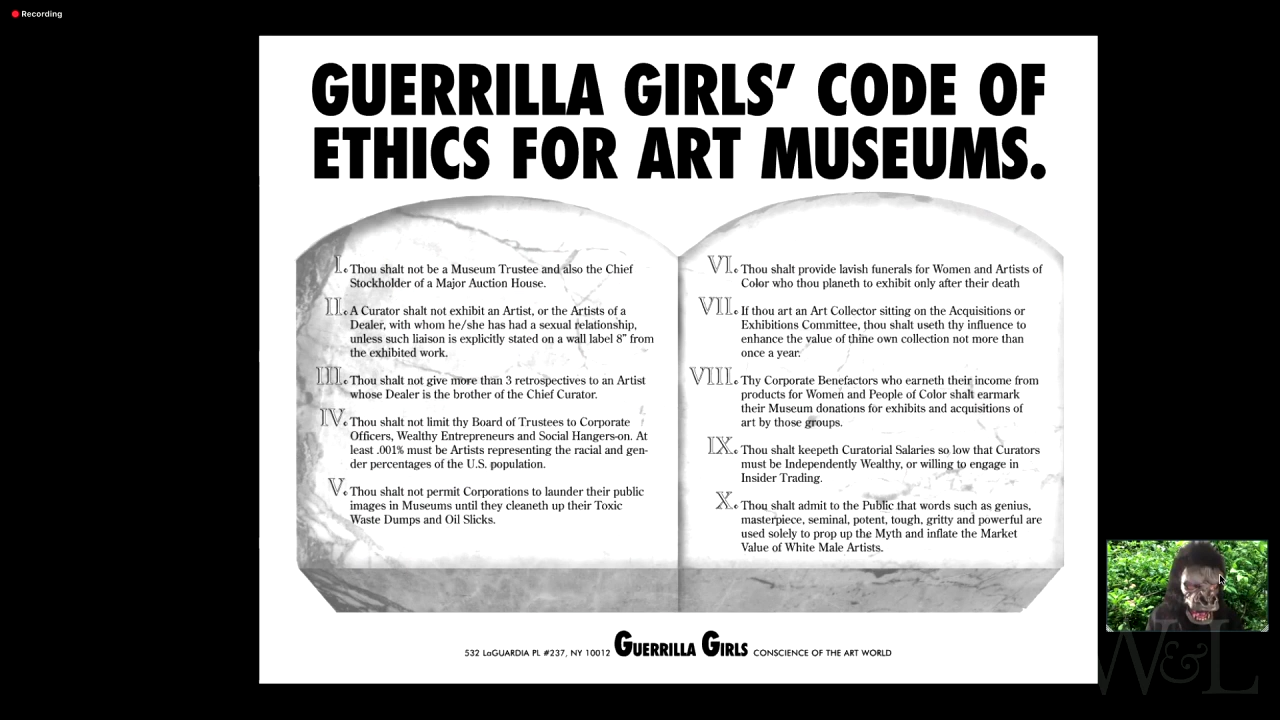 Recording
GUERRILLA GIRLS' CODE OF
ETHICS FOR ART MUSEUMS.
I. Thou shalt not be a Museum Trustee and also the Chief
Stockholder of a Major Auction House.
II. A Curator shalt not exhibit an Artist, or the Artists of a
Dealer, with whom he/she has had a sexual relationship,
unless such liaison is explicitly stated on a wall label 8" from
the exhibited work.
III. Thou shalt not give more than 3 retrospectives to an Artist
whose Dealer is the brother of the Chief Curator.
IV. Thou shalt not limit thy Board of Trustees to Corporate
Officers, Wealthy Entrepreneurs and Social Hangers-on. At
least .001% must be Artists representing the racial and gen-
der percentages of the U.S. population.
V. Thou shalt not permit Corporations to launder their public
images in Museums until they cleaneth up their Toxic
Waste Dumps and Oil Slicks.
VI. Thou shalt provide lavish funerals for Women and Artists of
Color who thou planeth to exhibit only after their death
VII. If thou art an Art Collector sitting on the Acquisitions or
Exhibitions Committee, thou shalt useth thy influence to
enhance the value of thine own collection not more than
once a year.
VIII. Thy Corporate Benefactors who earneth their income from
products for Women and People of Color shalt earmark
their Museum donations for exhibits and acquisitions of
art by those groups.
IX. Thou shalt keepeth Curatorial Salaries so low that Curators
must be Independently Wealthy, or willing to engage in
Insider Trading.
X. Thou shalt admit to the Public that words such as genius,
masterpiece, seminal, potent, tough, gritty and powerful are
used solely to prop up the Myth and inflate the Market
Value of White Male Artists.
532 LaGUARDIA PL #237, NY 10012 GUERRILLA GIRLS CONSCIENCE OF THE ART WORLD
W&L